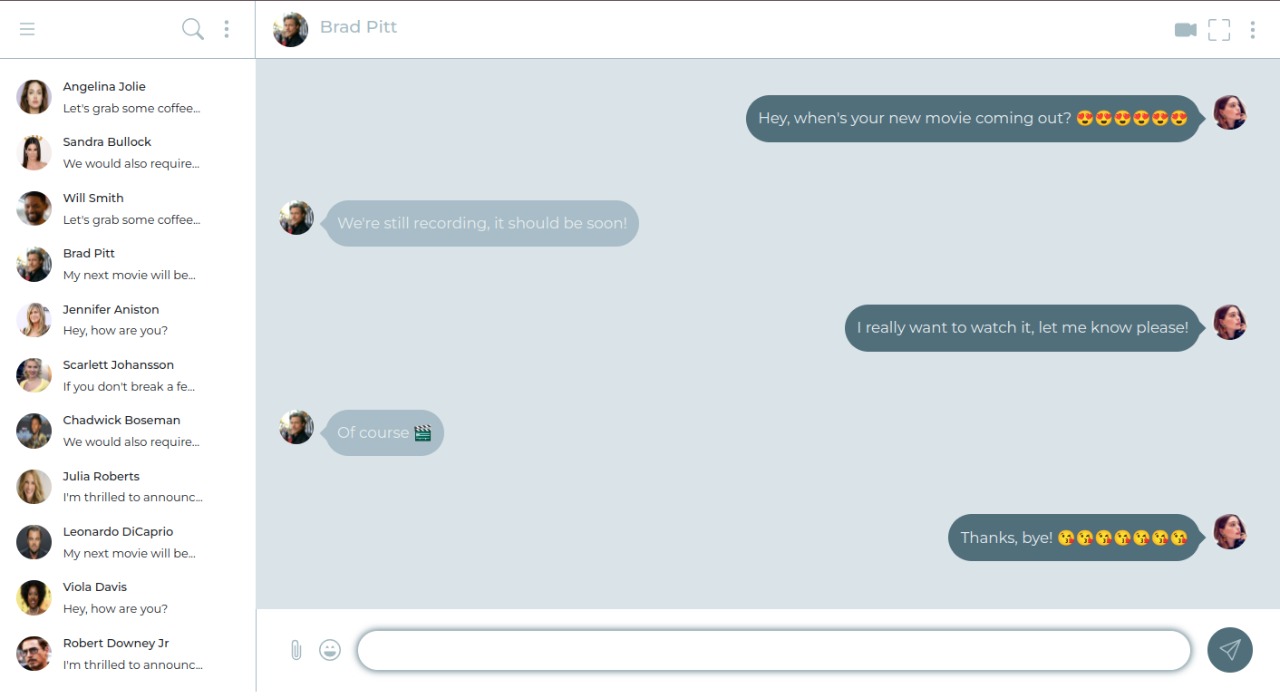 Brad Pitt
Angelina Jolie
Let's grab some coffee...
Sandra Bullock
We would also require...
Will Smith
Let's grab some coffee...
Brad Pitt
My next movie will be...
Jennifer Aniston
Hey, how are you?
Scarlett Johansson
If you don't break a fe...
Chadwick Boseman
We would also require...
Julia Roberts
I'm thrilled to announc...
Leonardo DiCaprio
My next movie will be...
Viola Davis
Hey, how are you?
Robert Downey Jr
I'm thrilled to announc...
Hey, when's your new movie coming out? 😍😍😍😍😍😍
We're still recording, it should be soon!
I really want to watch it, let me know please!
Of course 🎬
Thanks, bye! 😘😘😘😘😘😘😘